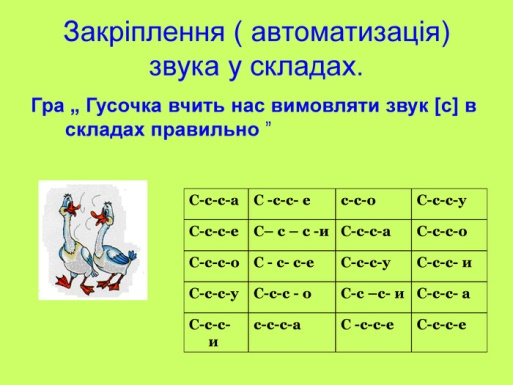 Закріплення ( автоматизація)
звука у складах.
Гра „ Гусочка вчить нас вимовляти звук [с] в
складах правильно ”
С-с-с-а С -с-с- е с-с-о С-с-с-у
С-с-с-е С– с – с -и С-с-с-а С-с-с-о
С-с-с-о С - с- с-е С-с-с-у С-с-с- и
С-с-с-у С-с-с - о С-с –с- и С-с-с- а
С-с-с-и с-с-с-а С -с-с-е С-с-с-е